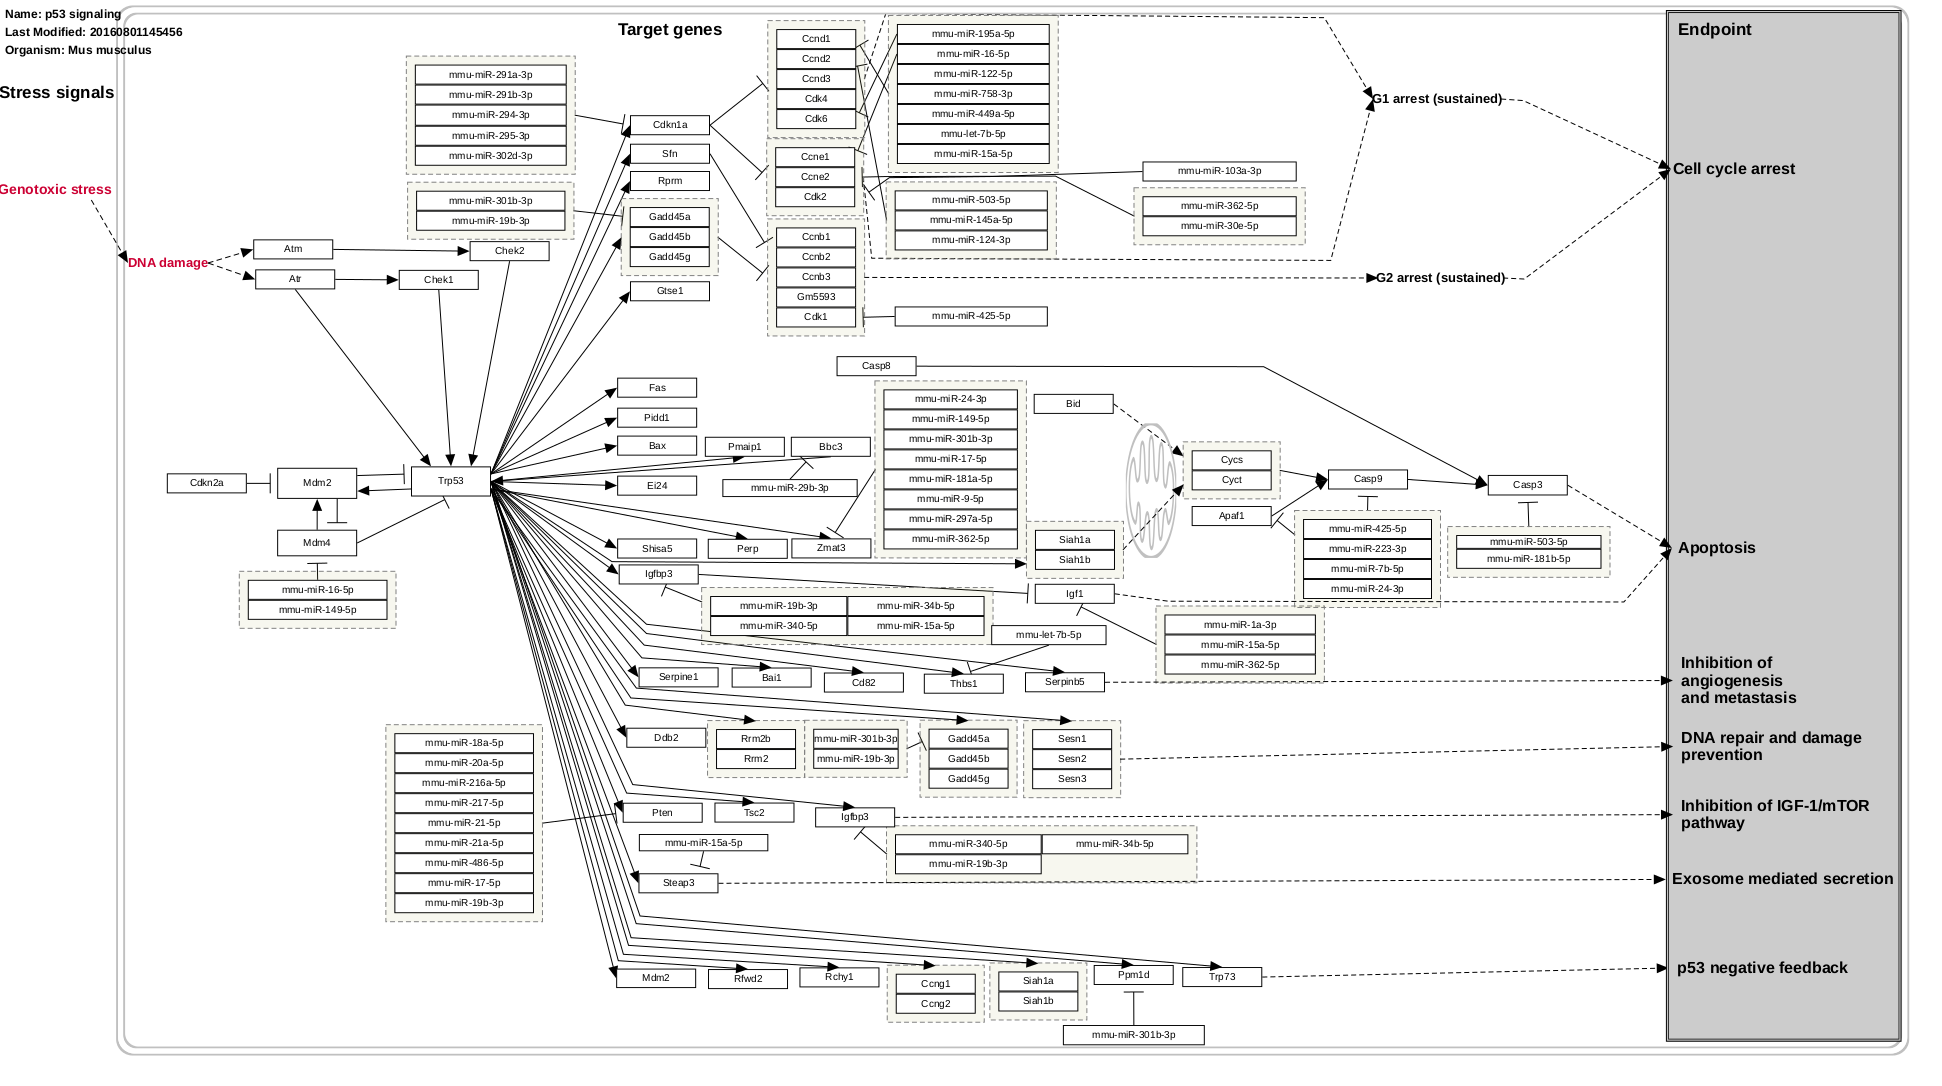 Name: p53 signaling
Last Modified: 20160801145456
Organism: Mus musculus
Stress signals
Target genes
Endpoint
Genotoxic stress
DNA damage
Atm
Atr
Chek2
Chek1
mmu-miR-291a-3p
mmu-miR-291b-3p
mmu-miR-294-3p
mmu-miR-295-3p
mmu-miR-302d-3p
mmu-miR-301b-3p
mmu-miR-19b-3p
Cdkn1a
Sfn
Rprm
Gadd45a
Gadd45b
Gadd45g
Gtse1
Ccnd1
Ccnd2
Ccnd3
Cdk4
Cdk6
Ccne1
Ccne2
Cdk2
Ccnb1
Ccnb2
Ccnb3
Gm5593
Cdk1
mmu-miR-195a-5p
mmu-miR-16-5p
mmu-miR-122-5p
mmu-miR-758-3p
mmu-miR-449a-5p
mmu-let-7b-5p
mmu-miR-15a-5p
mmu-miR-503-5p
mmu-miR-145a-5p
mmu-miR-124-3p
mmu-miR-103a-3p
mmu-miR-362-5p
mmu-miR-30e-5p
mmu-miR-425-5p
G1 arrest (sustained)
G2 arrest (sustained)
Cell cycle arrest
Casp8
Fas
Pidd1
Bax
Pmaip1
Bbc3
Ei24
mmu-miR-29b-3p
Shisa5
Perp
Zmat3
mmu-miR-24-3p
mmu-miR-149-5p
mmu-miR-301b-3p
mmu-miR-17-5p
mmu-miR-181a-5p
mmu-miR-9-5p
mmu-miR-297a-5p
mmu-miR-362-5p
Bid
Siah1a
Siah1b
Cycs
Cyct
Apaf1
Casp9
Casp3
mmu-miR-425-5p
mmu-miR-223-3p
mmu-miR-7b-5p
mmu-miR-24-3p
mmu-miR-503-5p
mmu-miR-181b-5p
Apoptosis
Cdkn2a
Mdm2
Trp53
Mdm4
mmu-miR-16-5p
mmu-miR-149-5p
Igfbp3
mmu-miR-19b-3p
mmu-miR-34b-5p
mmu-miR-340-5p
mmu-miR-15a-5p
Igf1
mmu-let-7b-5p
mmu-miR-1a-3p
mmu-miR-15a-5p
mmu-miR-362-5p
Serpine1
Bai1
Cd82
Thbs1
Serpinb5
Inhibition of
angiogenesis
and metastasis
Ddb2
Rrm2b
Rrm2
mmu-miR-301b-3p
mmu-miR-19b-3p
Gadd45a
Gadd45b
Gadd45g
Sesn1
Sesn2
Sesn3
DNA repair and damage
prevention
mmu-miR-18a-5p
mmu-miR-20a-5p
mmu-miR-216a-5p
mmu-miR-217-5p
mmu-miR-21-5p
mmu-miR-21a-5p
mmu-miR-486-5p
mmu-miR-17-5p
mmu-miR-19b-3p
Pten
Tsc2
Igfbp3
Inhibition of IGF-1/mTOR
pathway
mmu-miR-15a-5p
mmu-miR-340-5p
mmu-miR-34b-5p
mmu-miR-19b-3p
Steap3
Exosome mediated secretion
Mdm2
Rfwd2
Rchy1
Ccng1
Ccng2
Siah1a
Siah1b
Ppm1d
Trp73
p53 negative feedback
mmu-miR-301b-3p